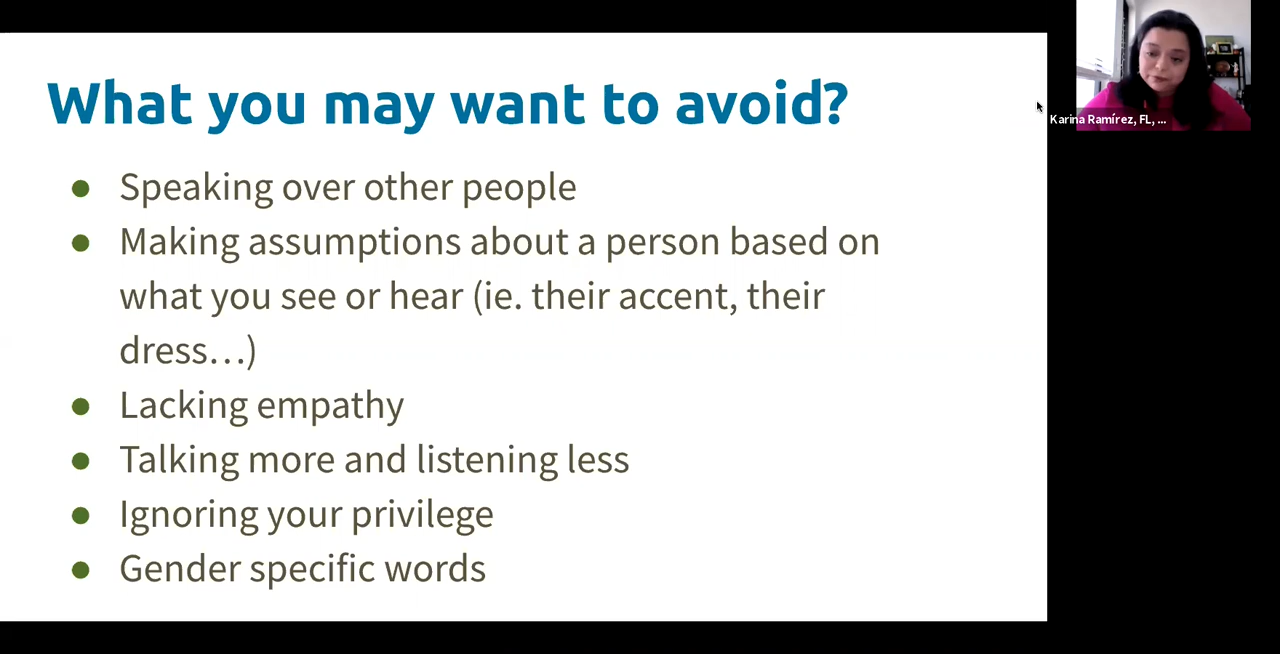 What you may want to avoid?
● Speaking over other people
● Making assumptions about a person based on
what you see or hear (ie. their accent, their
dress…)
● Lacking empathy
● Talking more and listening less
● Ignoring your privilege
● Gender specific words
Karina Ramírez, FL, ...